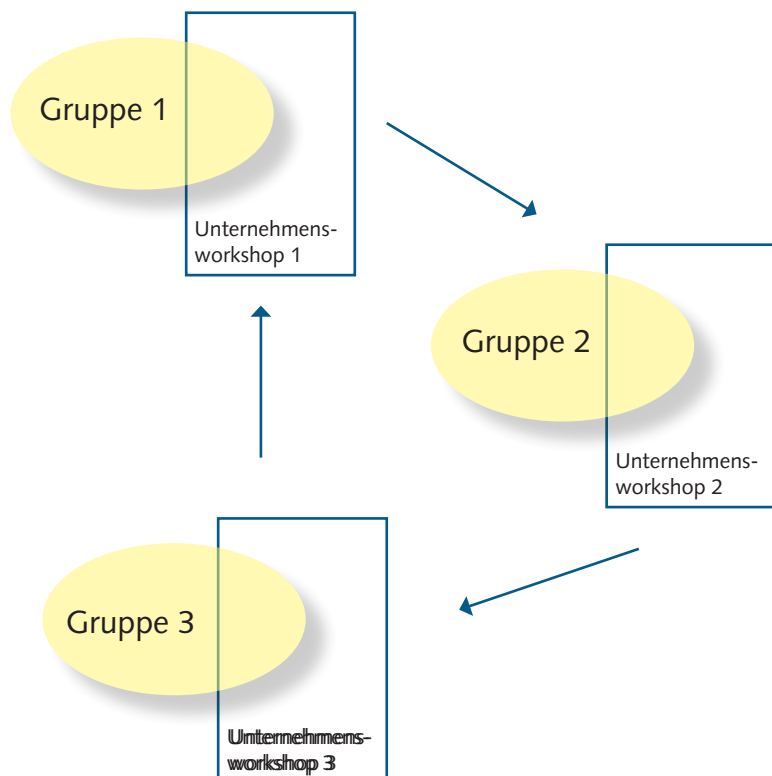 Gruppe 1
Unternehmens-
workshop 1
Gruppe 2
Unternehmens-
workshop 2
Gruppe 3
Unternehmens-
workshop 3